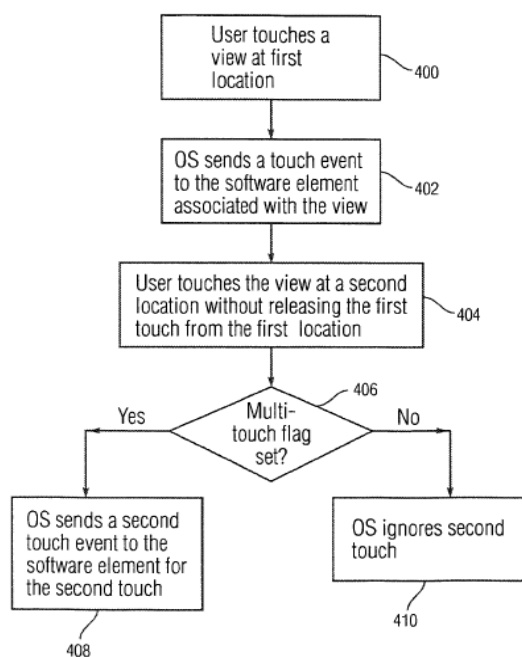 User touches a
view at first
location
400
OS sends a touch event
to the software element
associated with the view
402
User touches the view at a second
location without releasing the first
touch from the first location
404
406
Multi-
touch flag
set?
Yes
No
OS sends a second
touch event to the
software element for
the second touch
408
OS ignores second
touch
410